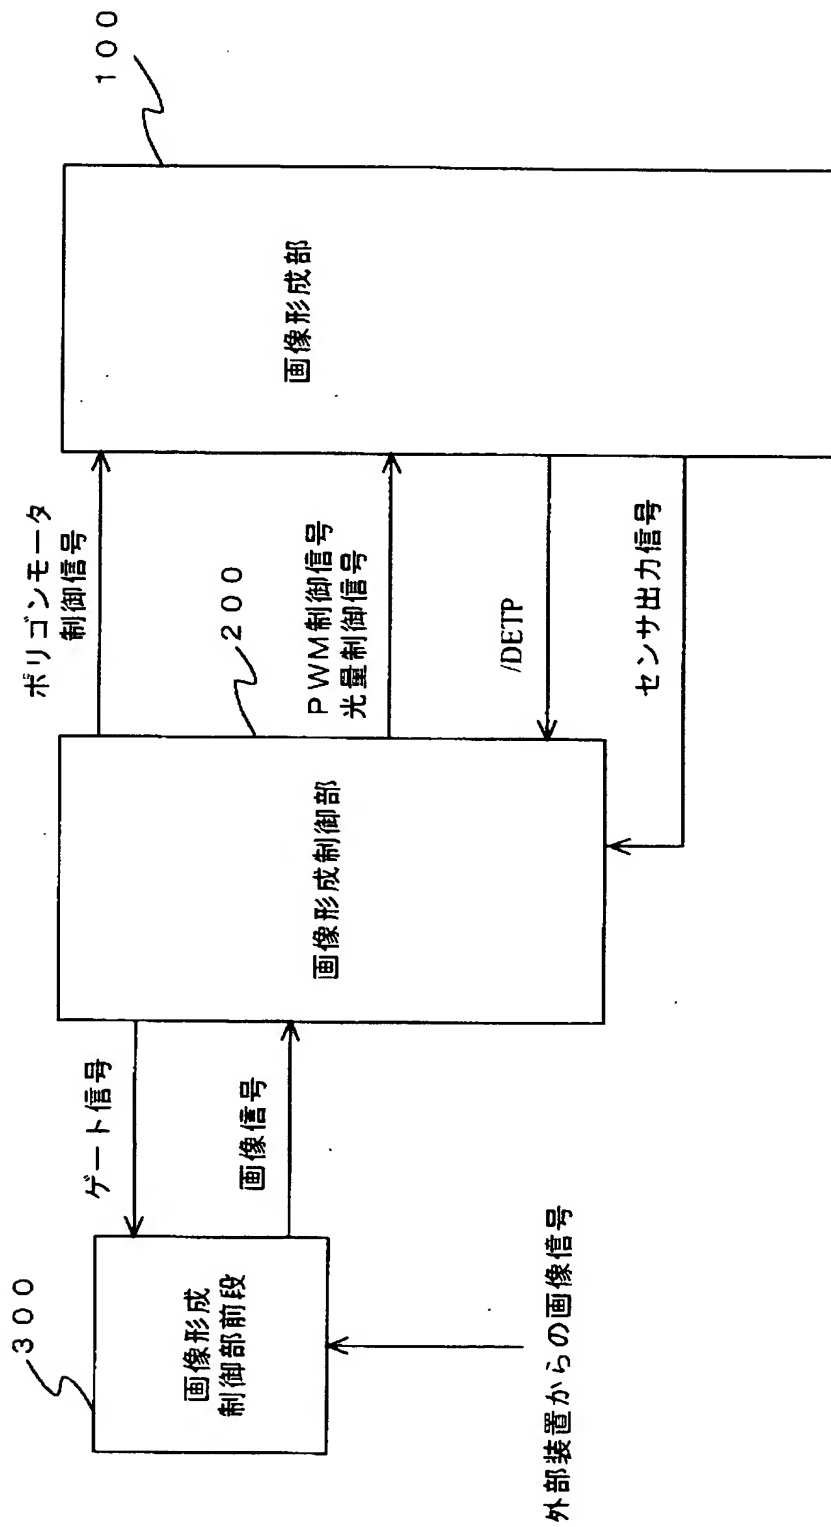 300
画像形成
制御部前段
外部装置からの画像信号
ゲート信号
画像信号
画像形成制御部
200
ポリゴンモータ
制御信号
PWM制御信号
光量制御信号
/DETP
センサ出力信号
画像形成部
100